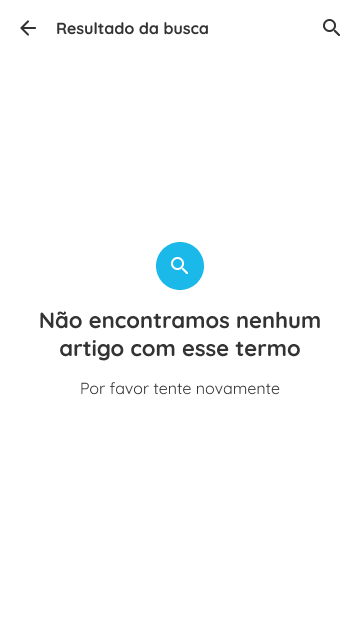 Resultado da busca
Não encontramos nenhum
artigo com esse termo
Por favor tente novamente